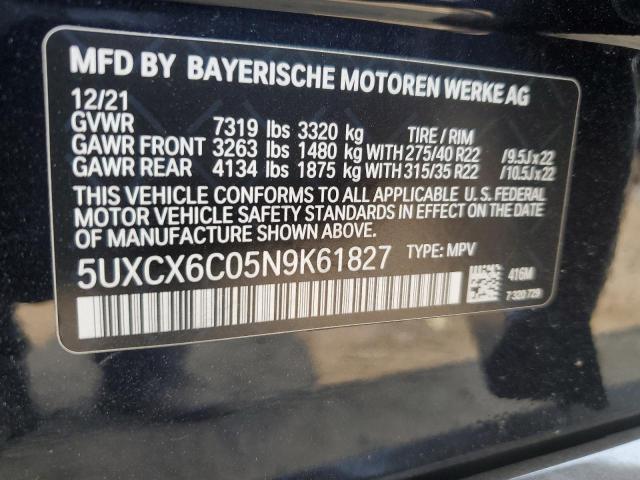 MFD BY BAYERISCHE MOTOREN WERKE AG
12/21
GVWR 7319 lbs 3320 kg TIRE / RIM
GAWR FRONT 3263 lbs 1480 kg WITH 275/40 R22 /9.5Jx22
GAWR REAR 4134 lbs 1875 kg WITH 315/35 R22 /10.5Jx22
THIS VEHICLE CONFORMS TO ALL APPLICABLE U.S. FEDERAL
MOTOR VEHICLE SAFETY STANDARDS IN EFFECT ON THE
DATE OF MANUFACTURE SHOWN ABOVE.
5UXCX6C05N9K61827 TYPE: MPV
416M
7 320 729